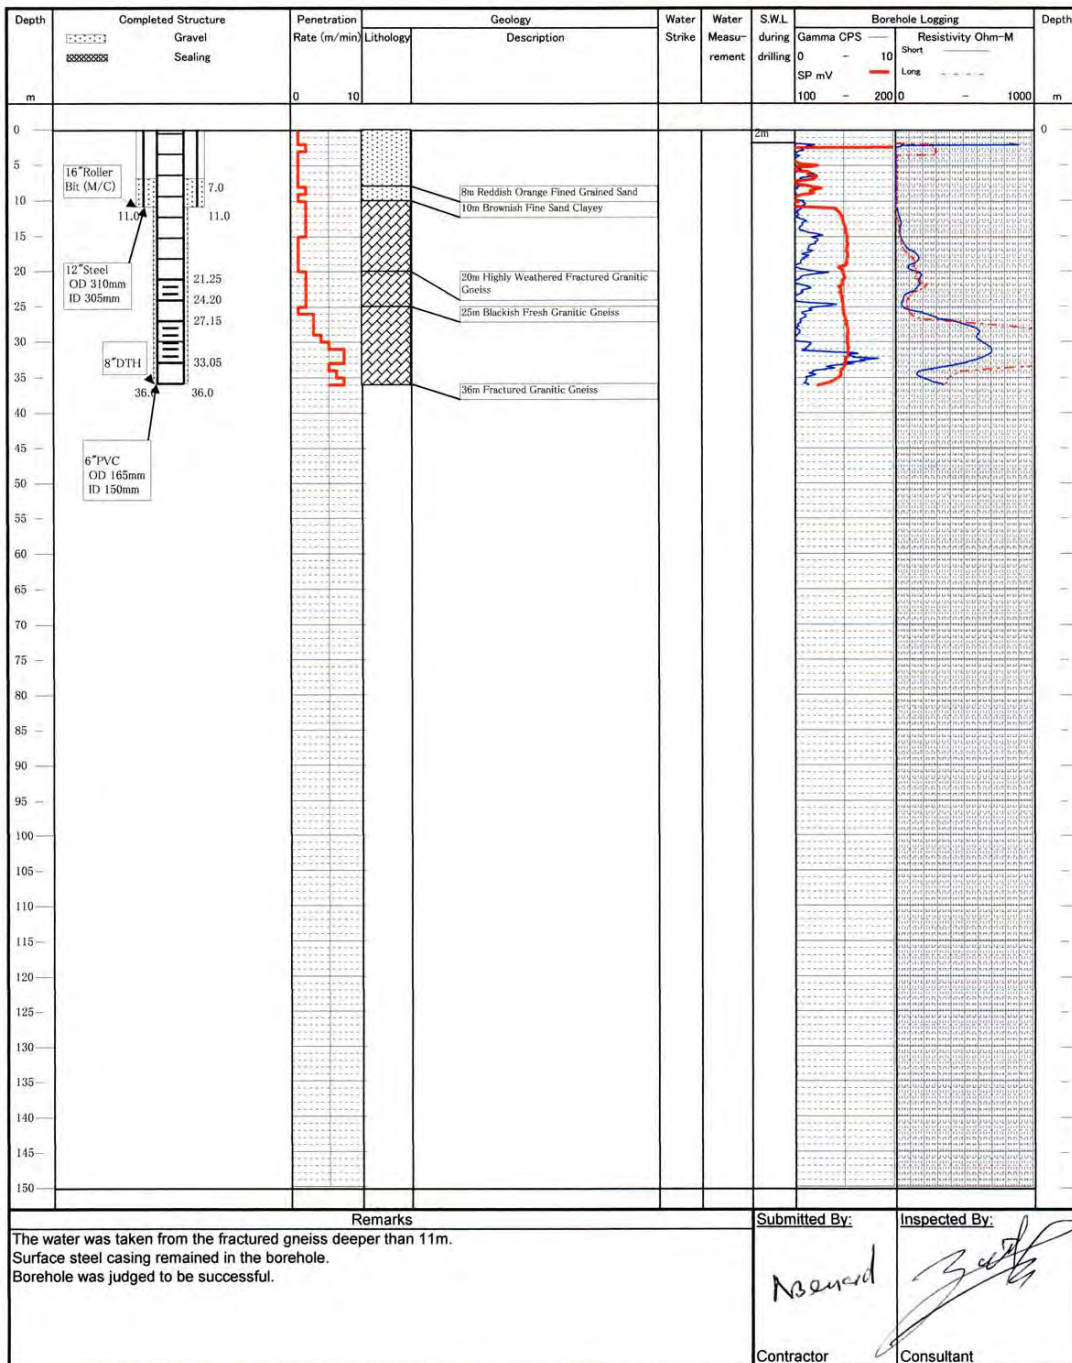 Depth Completed Structure Penetration Geology Water Water S.W.L Borehole Logging Depth
Gravel Rate (m/min) Lithology Description Strike Measu- during Gamma CPS Resistivity Ohm-M
Sealing rement drilling 0 - 10 Short
SP mV Long
m 0 10 100 - 200 0 - 1000 m
0 2m 0
5
10
15
20
25
30
35
40
45
50
55
60
65
70
75
80
85
90
95
100
105
110
115
120
125
130
135
140
145
150
16"Roller
Bit (M/C)
7.0
11.0 11.0
12"Steel
OD 310mm
ID 305mm
21.25
24.20
27.15
8"DTH
33.05
36.0 36.0
6"PVC
OD 165mm
ID 150mm
8m Reddish Orange Fined Grained Sand
10m Brownish Fine Sand Clayey
20m Highly Weathered Fractured Granitic
Gneiss
25m Blackish Fresh Granitic Gneiss
36m Fractured Granitic Gneiss
Remarks
The water was taken from the fractured gneiss deeper than 11m.
Surface steel casing remained in the borehole.
Borehole was judged to be successful.
Submitted By:
Contractor
Inspected By:
Consultant